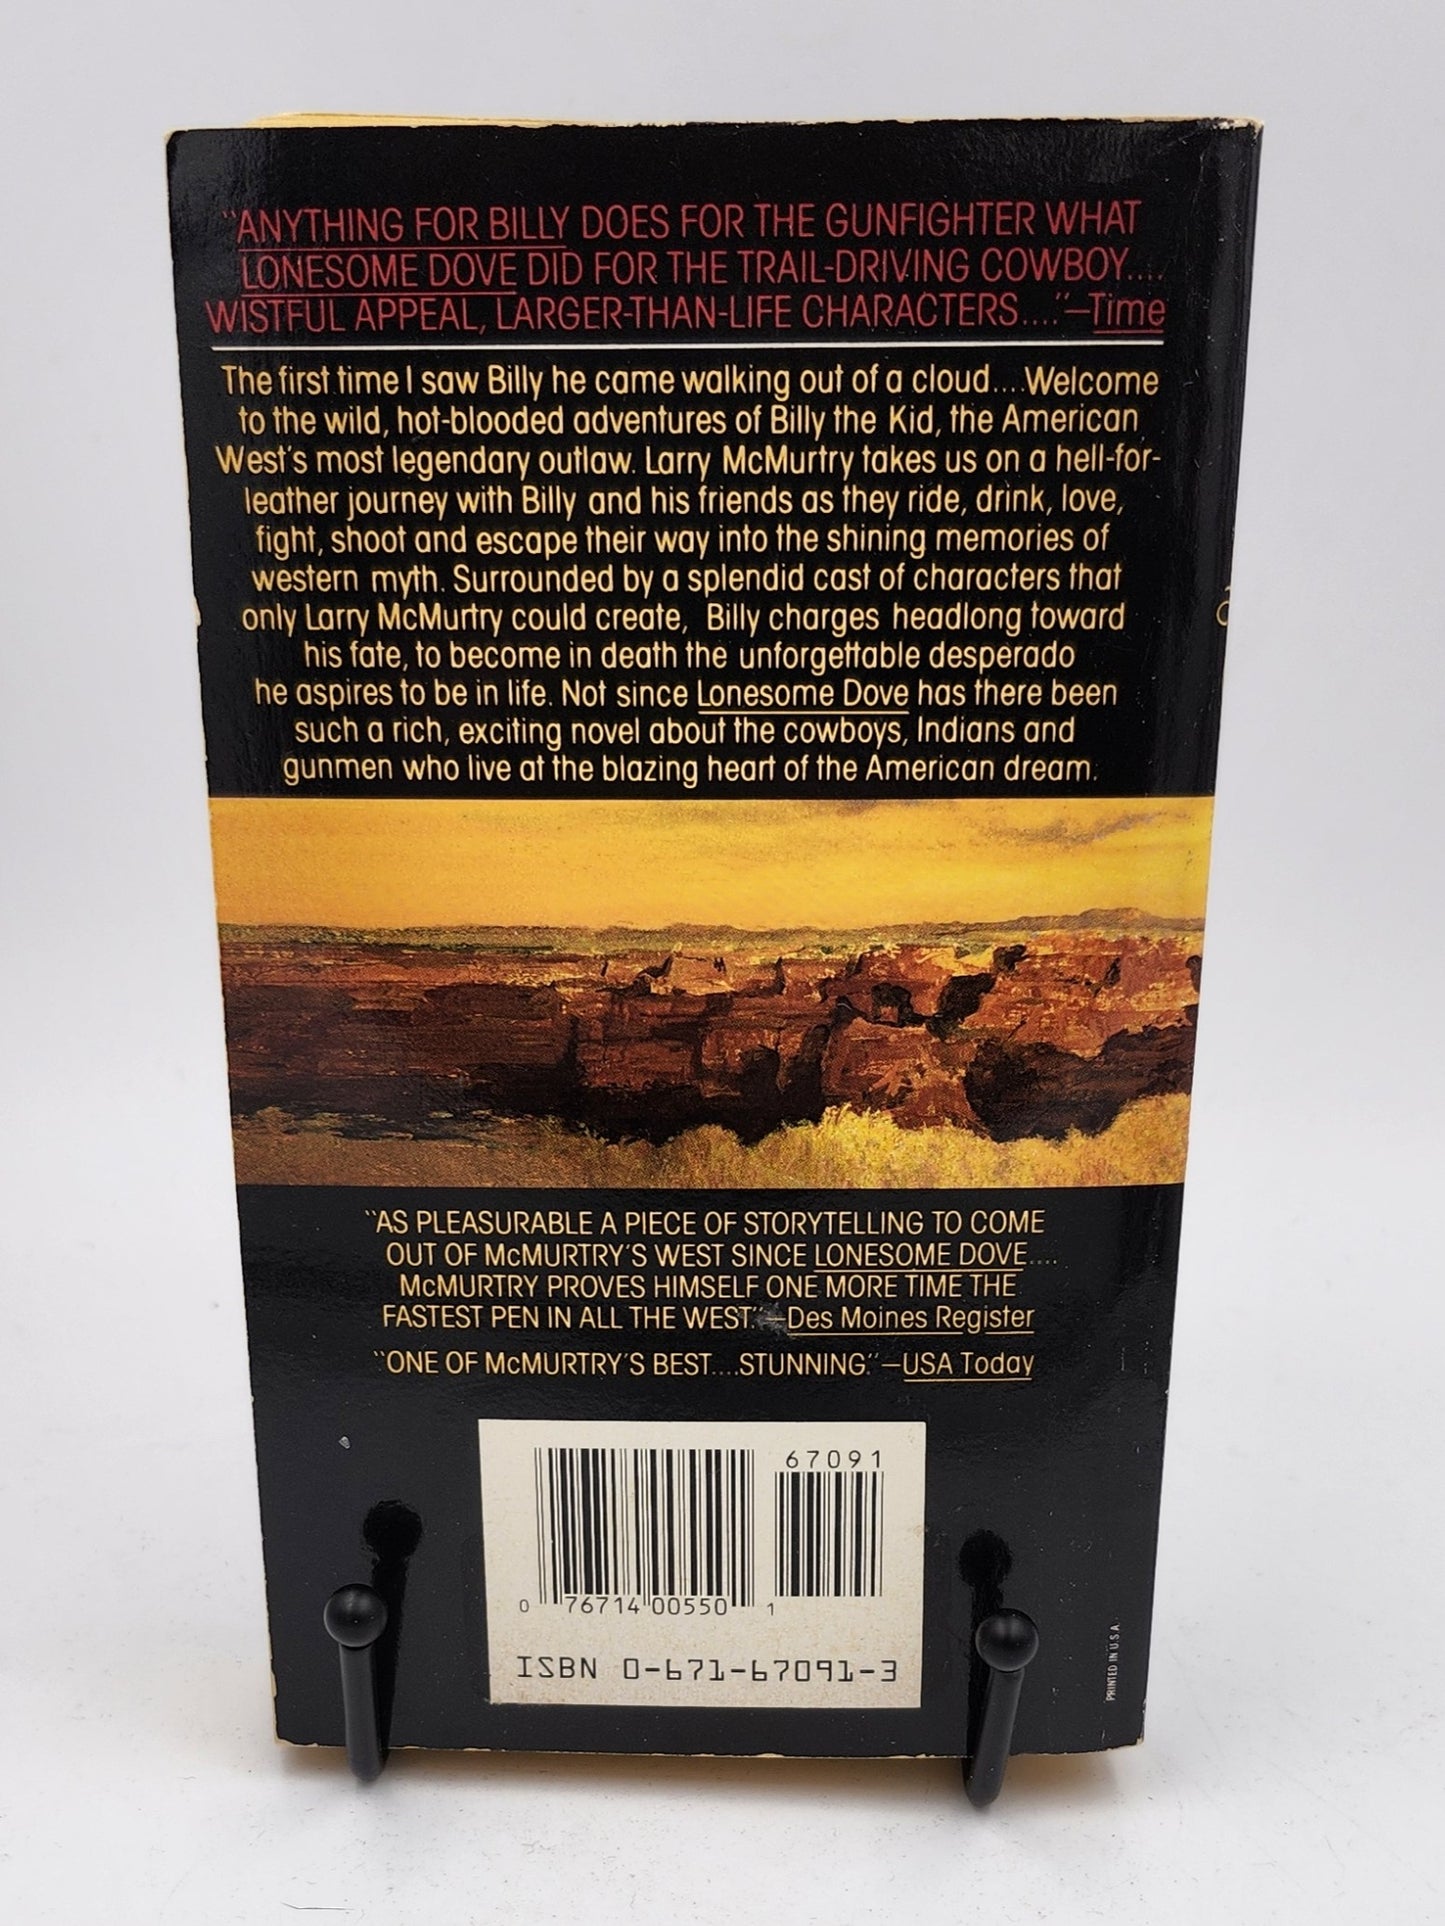 "ANYTHING FOR BILLY DOES FOR THE GUNFIGHTER WHAT
LONESOME DOVE DID FOR THE TRAIL-DRIVING COWBOY....
WISTFUL APPEAL, LARGER-THAN-LIFE CHARACTERS...."—Time
The first time I saw Billy he came walking out of a cloud....Welcome
to the wild, hot-blooded adventures of Billy the Kid, the American
West's most legendary outlaw. Larry McMurtry takes us on a hell-for-
leather journey with Billy and his friends as they ride, drink, love,
fight, shoot and escape their way into the shining memories of
western myth. Surrounded by a splendid cast of characters that
only Larry McMurtry could create, Billy charges headlong toward
his fate, to become in death the unforgettable desperado
he aspires to be in life. Not since Lonesome Dove has there been
such a rich, exciting novel about the cowboys, Indians and
gunmen who live at the blazing heart of the American dream.
"AS PLEASURABLE A PIECE OF STORYTELLING TO COME
OUT OF McMURTRY'S WEST SINCE LONESOME DOVE....
McMURTRY PROVES HIMSELF ONE MORE TIME THE
FASTEST PEN IN ALL THE WEST."—Des Moines Register
"ONE OF McMURTRY'S BEST....STUNNING."—USA Today
67091
0 76714 00550 1
ISBN 0-671-67091-3
PRINTED IN U.S.A.